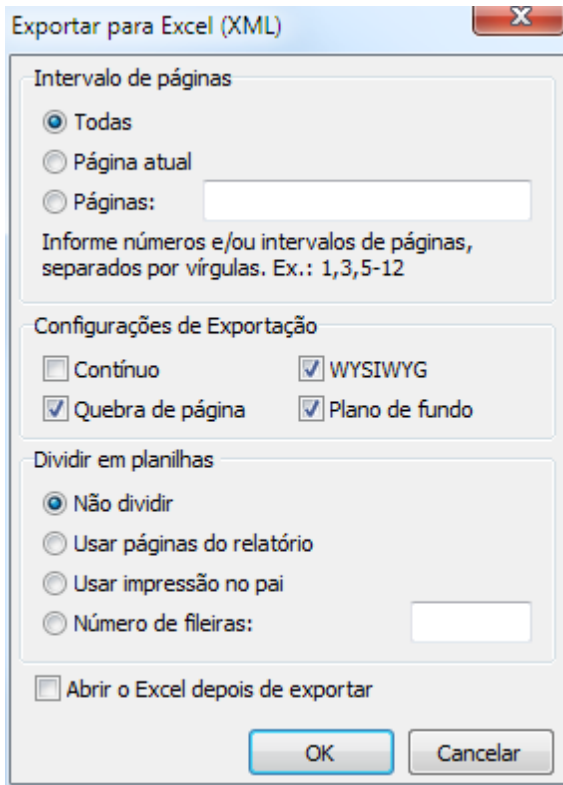 Exportar para Excel (XML)
Intervalo de páginas
Todas
Página atual
Páginas:
Informe números e/ou intervalos de páginas,
separados por vírgulas. Ex.: 1,3,5-12
Configurações de Exportação
Contínuo
WYSIWYG
Quebra de página
Plano de fundo
Dividir em planilhas
Não dividir
Usar páginas do relatório
Usar impressão no pai
Número de fileiras:
Abrir o Excel depois de exportar
OK
Cancelar